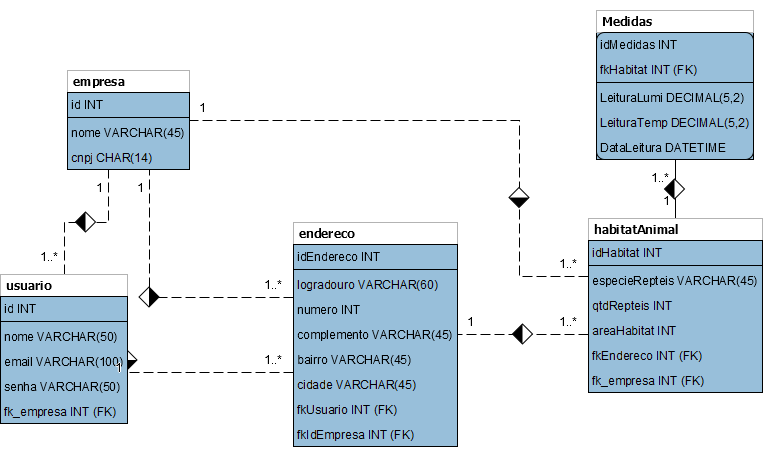 Medidas
idMedidas INT
fkHabitat INT (FK)
LeituraLumi DECIMAL(5,2)
LeituraTemp DECIMAL(5,2)
DataLeitura DATETIME
empresa
id INT
nome VARCHAR(45)
cnpj CHAR(14)
1
1
1
1..*
1
habitatAnimal
idHabitat INT
especieRepteis VARCHAR(45)
qtdRepteis INT
areaHabitat INT
fkEndereco INT (FK)
fk_empresa INT (FK)
endereco
idEndereco INT
logradouro VARCHAR(60)
numero INT
complemento VARCHAR(45)
bairro VARCHAR(45)
cidade VARCHAR(45)
fkUsuario INT (FK)
fkIdEmpresa INT (FK)
1..*
1..*
1..*
1
1..*
usuario
id INT
nome VARCHAR(50)
email VARCHAR(100)
senha VARCHAR(50)
fk_empresa INT (FK)
1
1..*